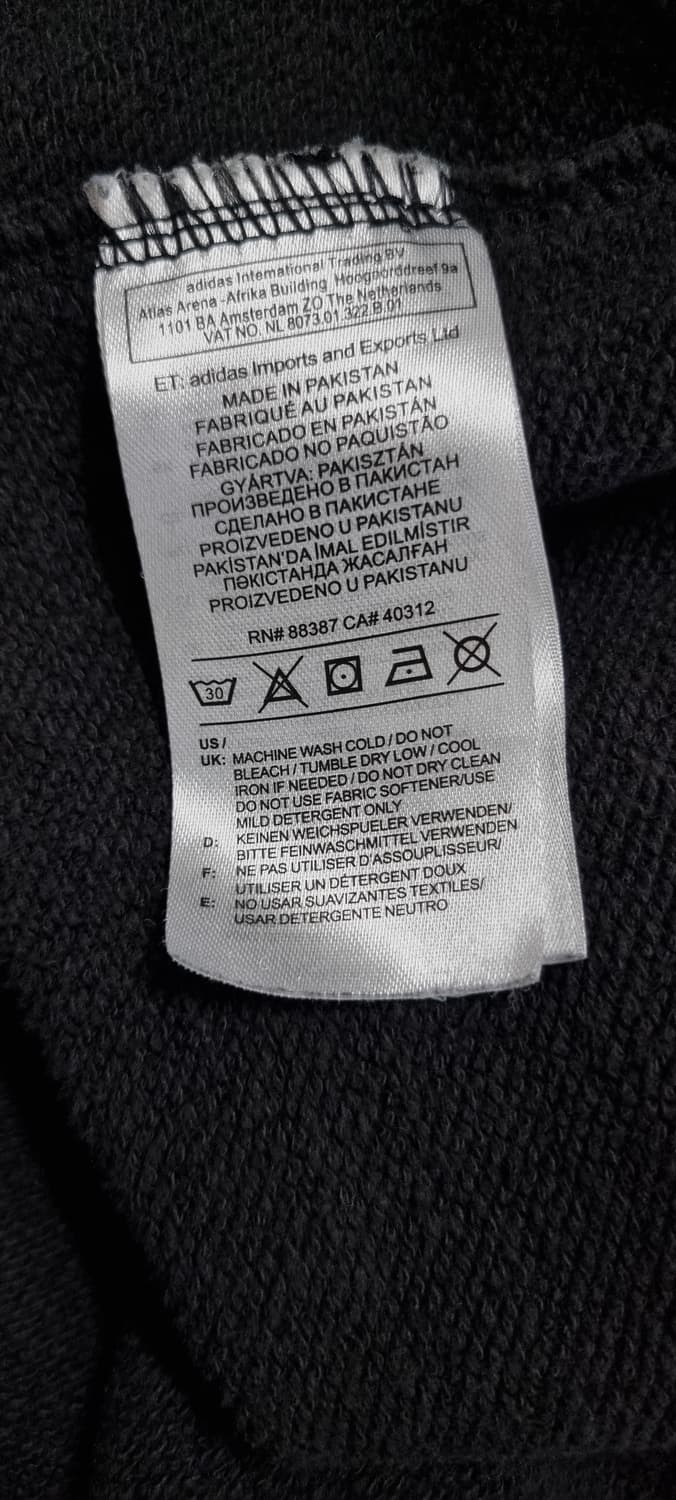 adidas International Trading BV
Atlas Arena -Afrika Building Hoogoorddreef 9a
1101 BA Amsterdam ZO The Netherlands
VAT NO. NL 8073.01.322.B.01
ET: adidas Imports and Exports Ltd
MADE IN PAKISTAN
FABRIQUÉ AU PAKISTAN
FABRICADO EN PAKISTÁN
FABRICADO NO PAQUISTÃO
GYÁRTVA: PAKISZTÁN
ПРОИЗВЕДЕНО В ПАКИСТАН
СДЕЛАНО В ПАКИСТАНЕ
PROIZVEDENO U PAKISTANU
PAKİSTAN'DA İMAL EDİLMİSTIR
ПӘКІСТАНДА ЖАСАЛҒАН
PROIZVEDENO U PAKISTANU
RN# 88387 CA# 40312
30
US /
UK: MACHINE WASH COLD / DO NOT
BLEACH / TUMBLE DRY LOW / COOL
IRON IF NEEDED / DO NOT DRY CLEAN
DO NOT USE FABRIC SOFTENER/USE
MILD DETERGENT ONLY
D: KEINEN WEICHSPUELER VERWENDEN/
BITTE FEINWASCHMITTEL VERWENDEN
F: NE PAS UTILISER D'ASSOUPLISSEUR/
UTILISER UN DÉTERGENT DOUX
E: NO USAR SUAVIZANTES TEXTILES/
USAR DETERGENTE NEUTRO